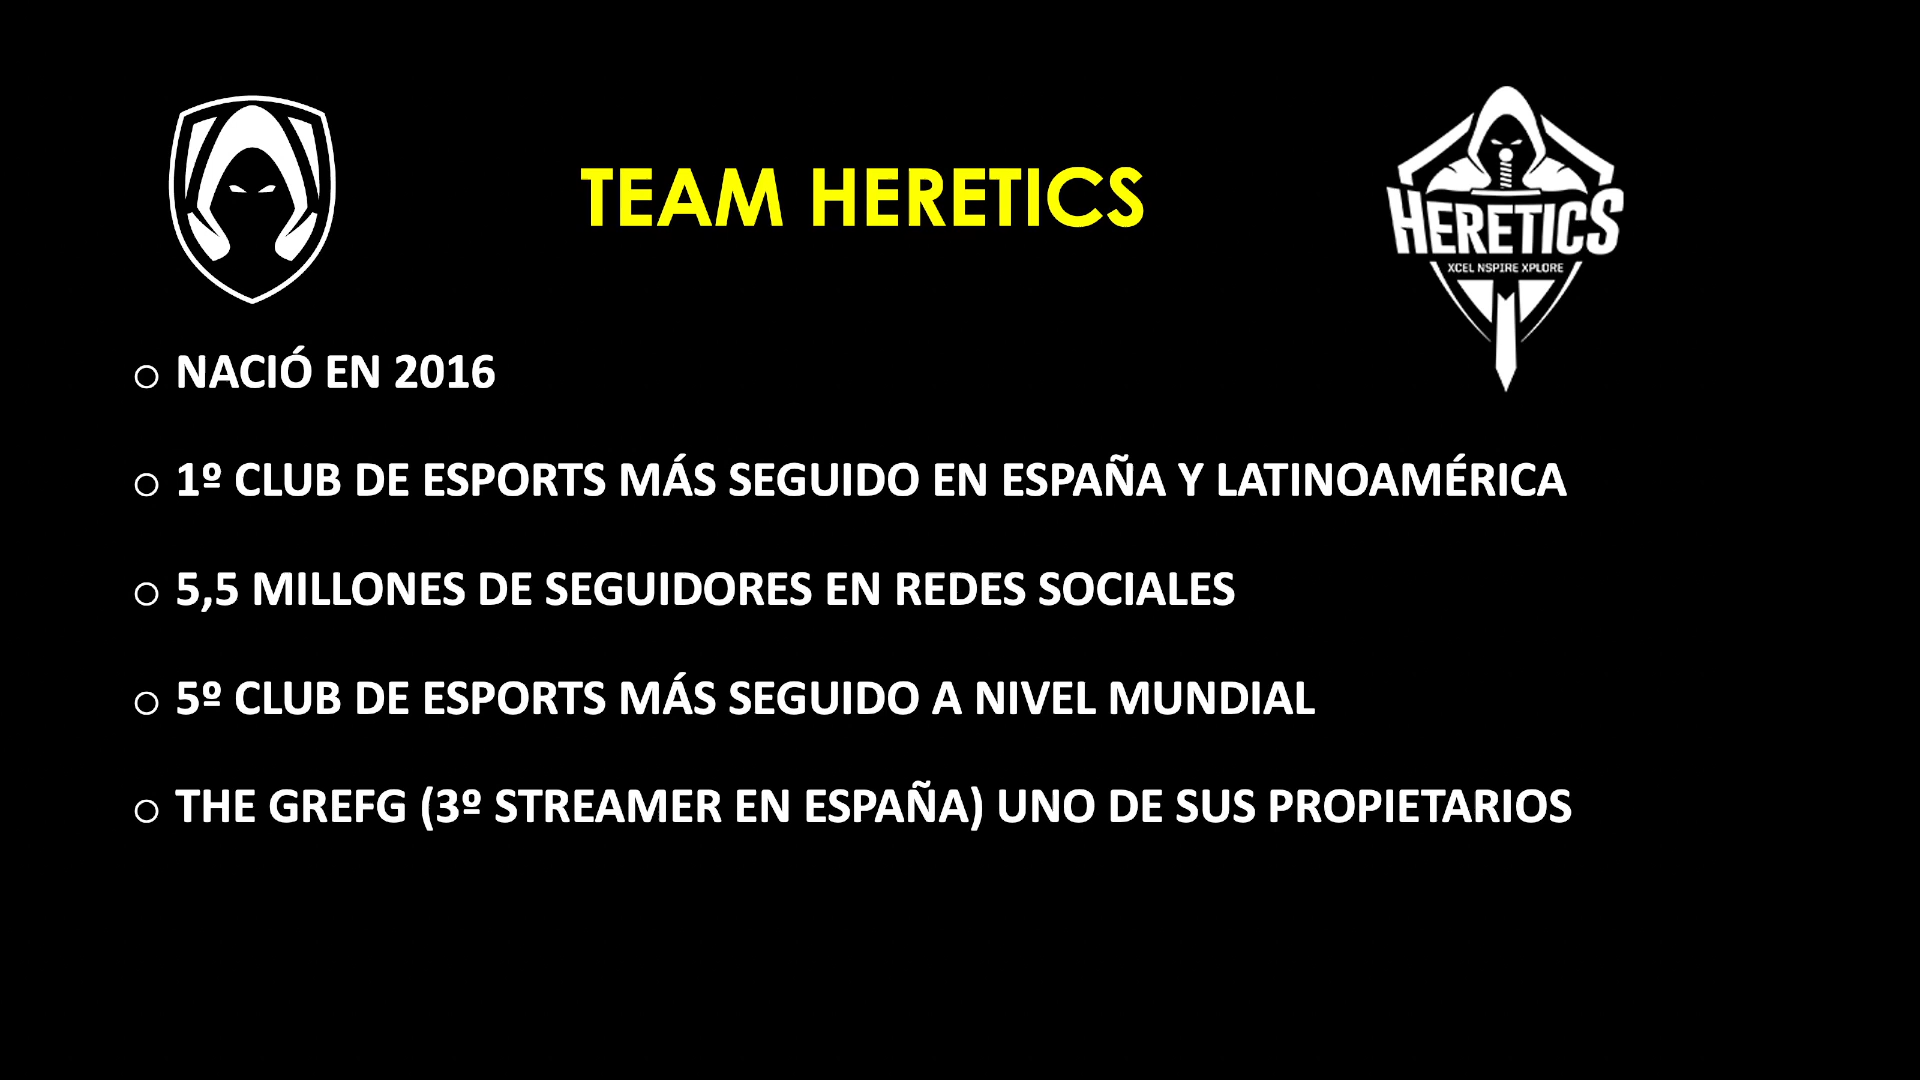 TEAM HERETICS
HERETICS
XCEL NSPIRE XPLORE
NACIÓ EN 2016
1º CLUB DE ESPORTS MÁS SEGUIDO EN ESPAÑA Y LATINOAMÉRICA
5,5 MILLONES DE SEGUIDORES EN REDES SOCIALES
5º CLUB DE ESPORTS MÁS SEGUIDO A NIVEL MUNDIAL
THE GREFG (3º STREAMER EN ESPAÑA) UNO DE SUS PROPIETARIOS